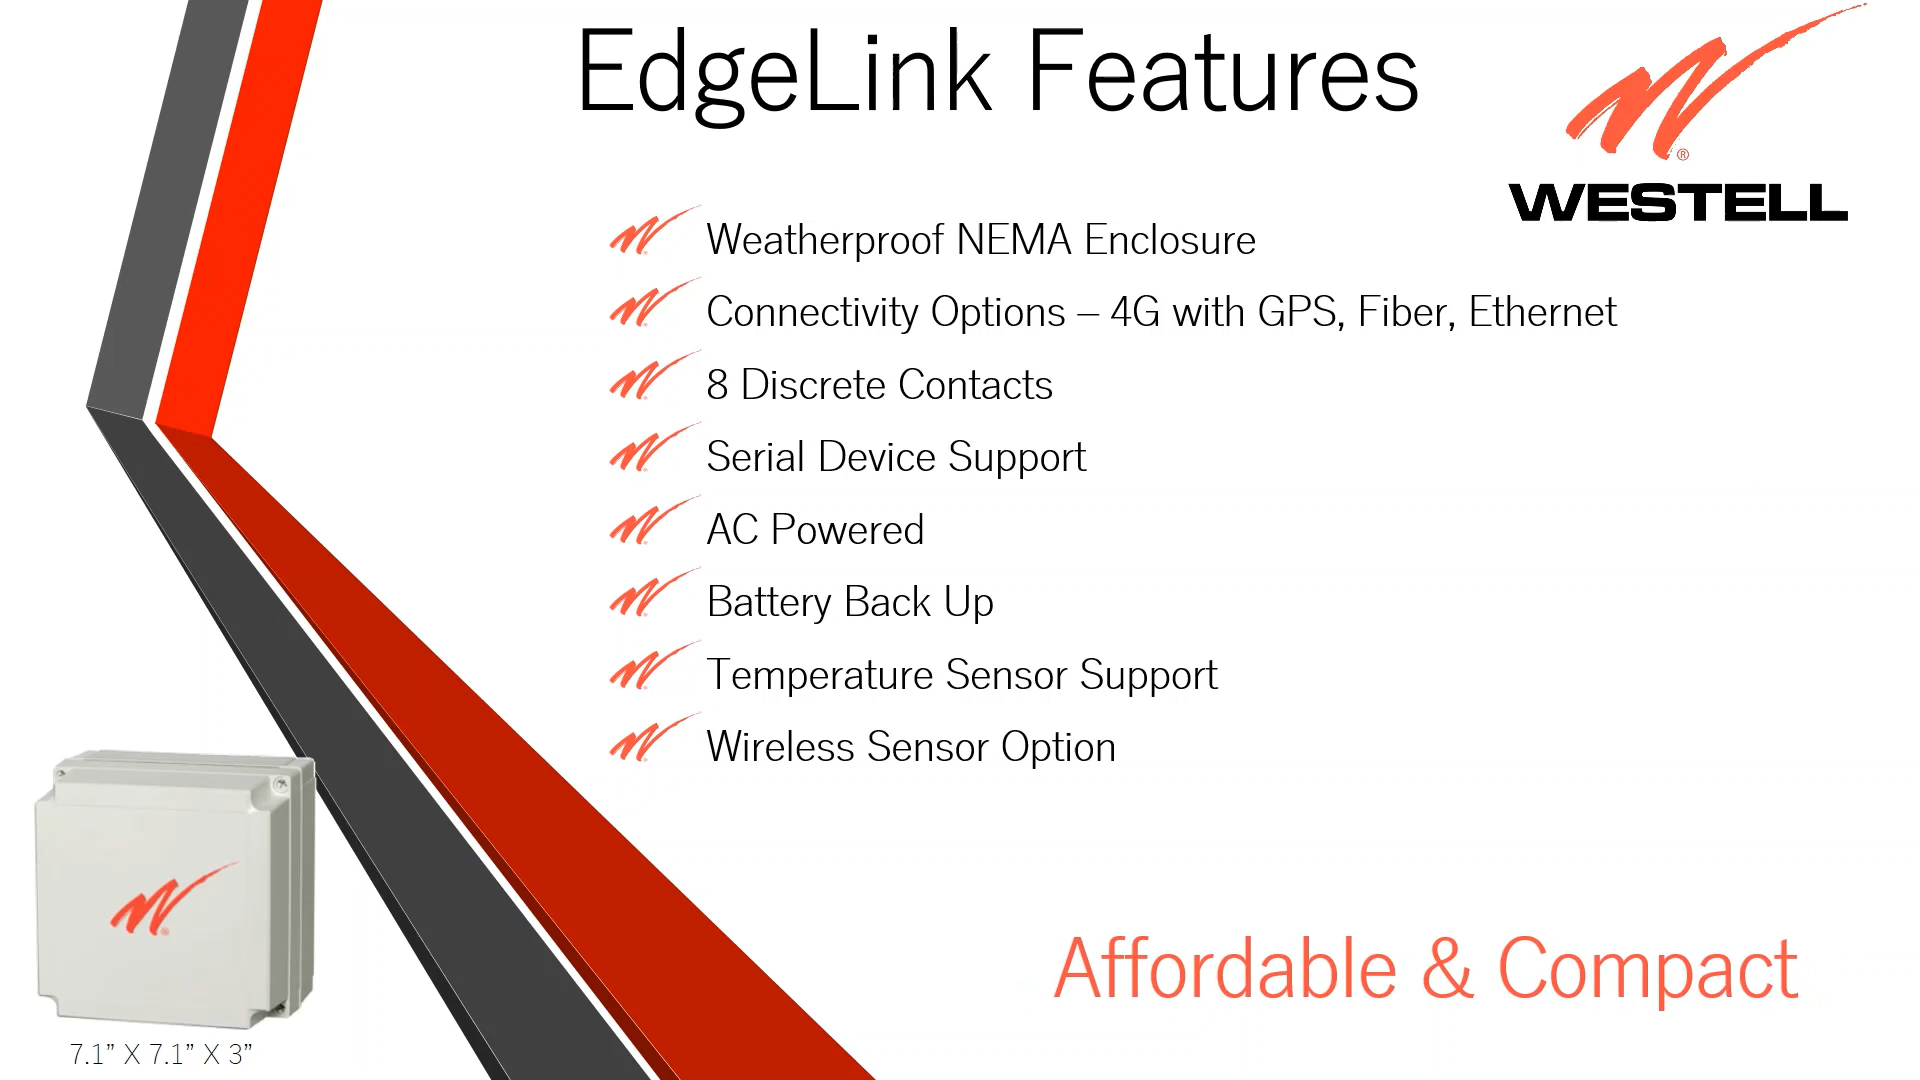 EdgeLink Features
®
WESTELL
Weatherproof NEMA Enclosure
Connectivity Options – 4G with GPS, Fiber, Ethernet
8 Discrete Contacts
Serial Device Support
AC Powered
Battery Back Up
Temperature Sensor Support
Wireless Sensor Option
Affordable & Compact
7.1” X 7.1” X 3”